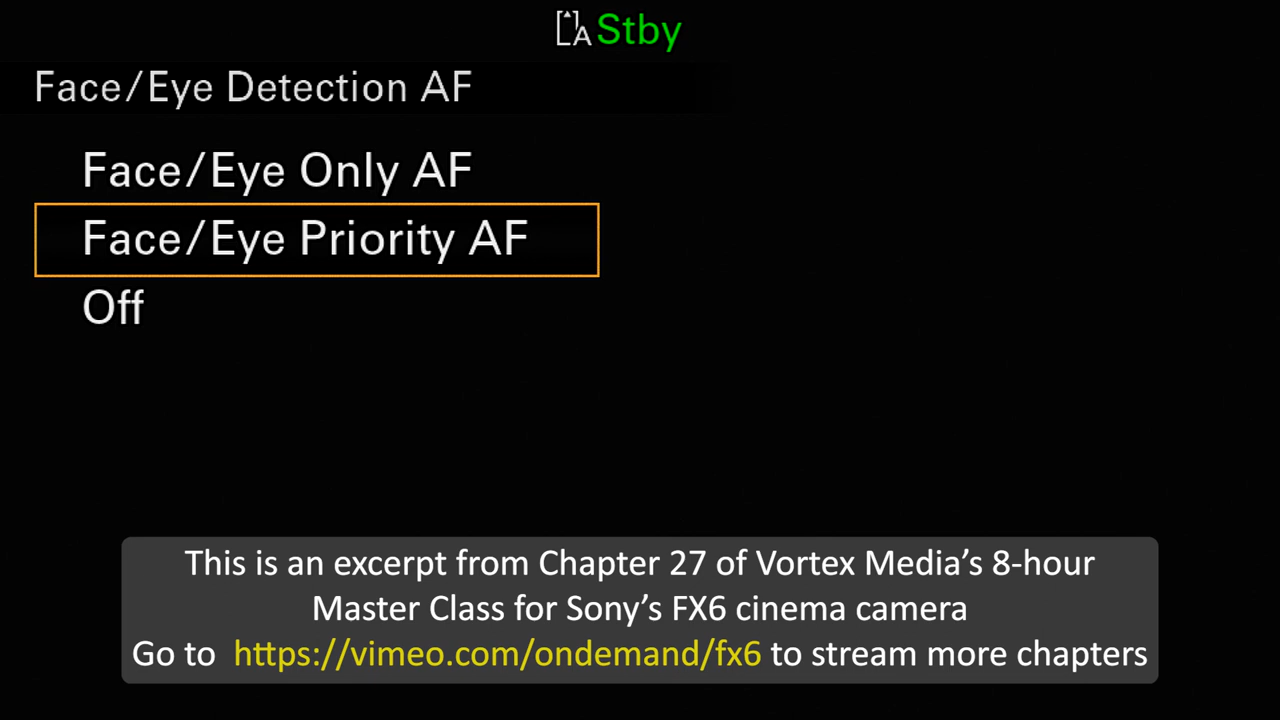 A Stby
Face/Eye Detection AF
Face/Eye Only AF
Face/Eye Priority AF
Off
This is an excerpt from Chapter 27 of Vortex Media’s 8-hour
Master Class for Sony’s FX6 cinema camera
Go to https://vimeo.com/ondemand/fx6 to stream more chapters